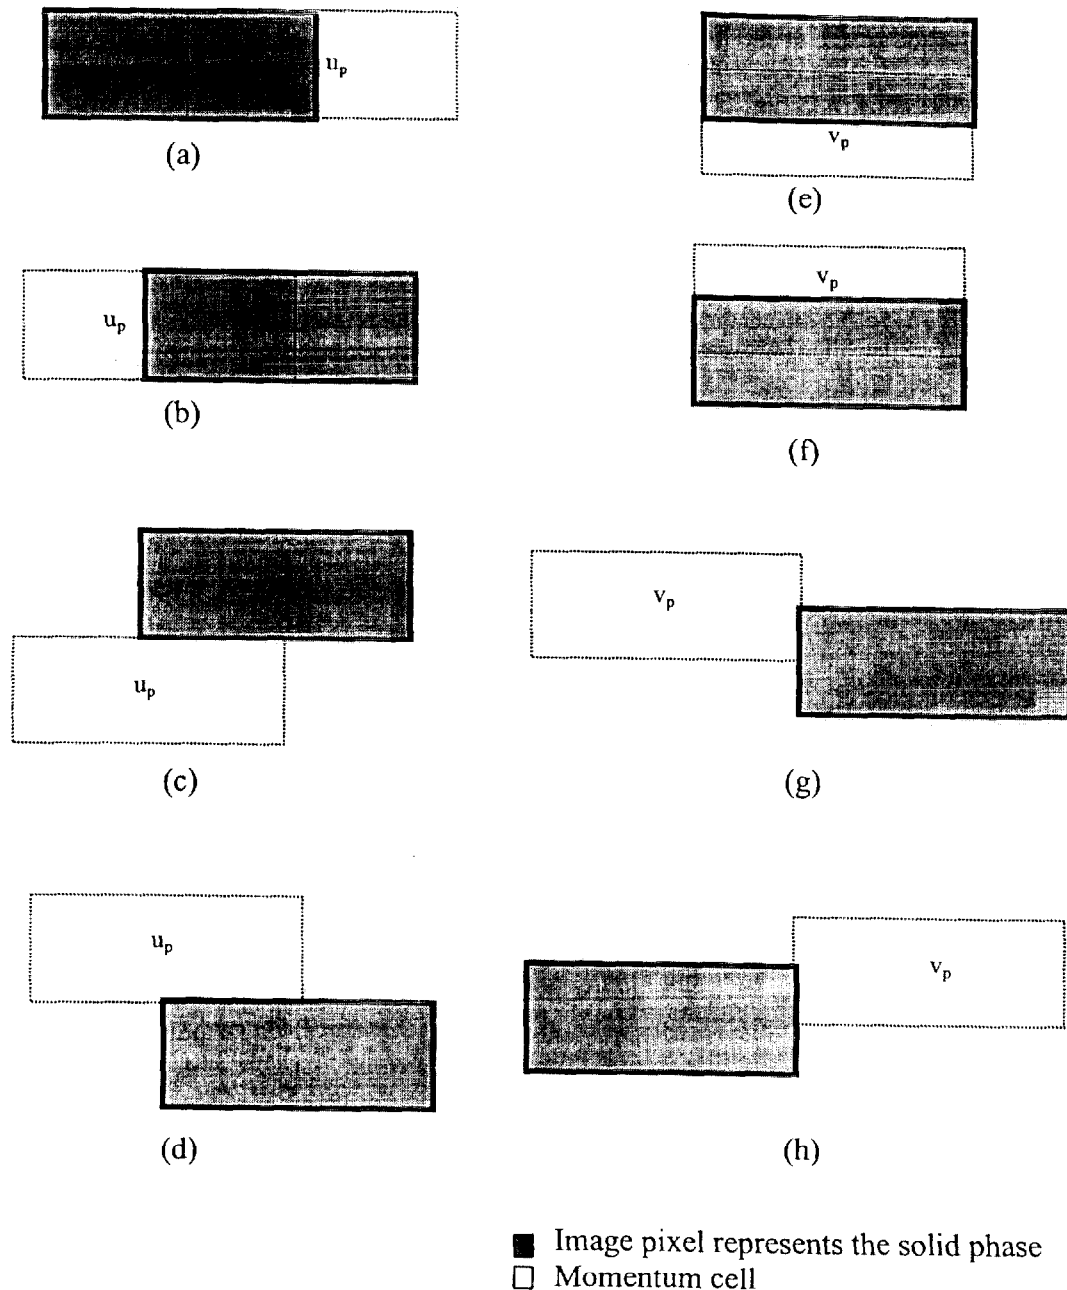 u_p
(a)
u_p
(b)
u_p
(c)
u_p
(d)
v_p
(e)
v_p
(f)
v_p
(g)
v_p
(h)
Image pixel represents the solid phase
Momentum cell